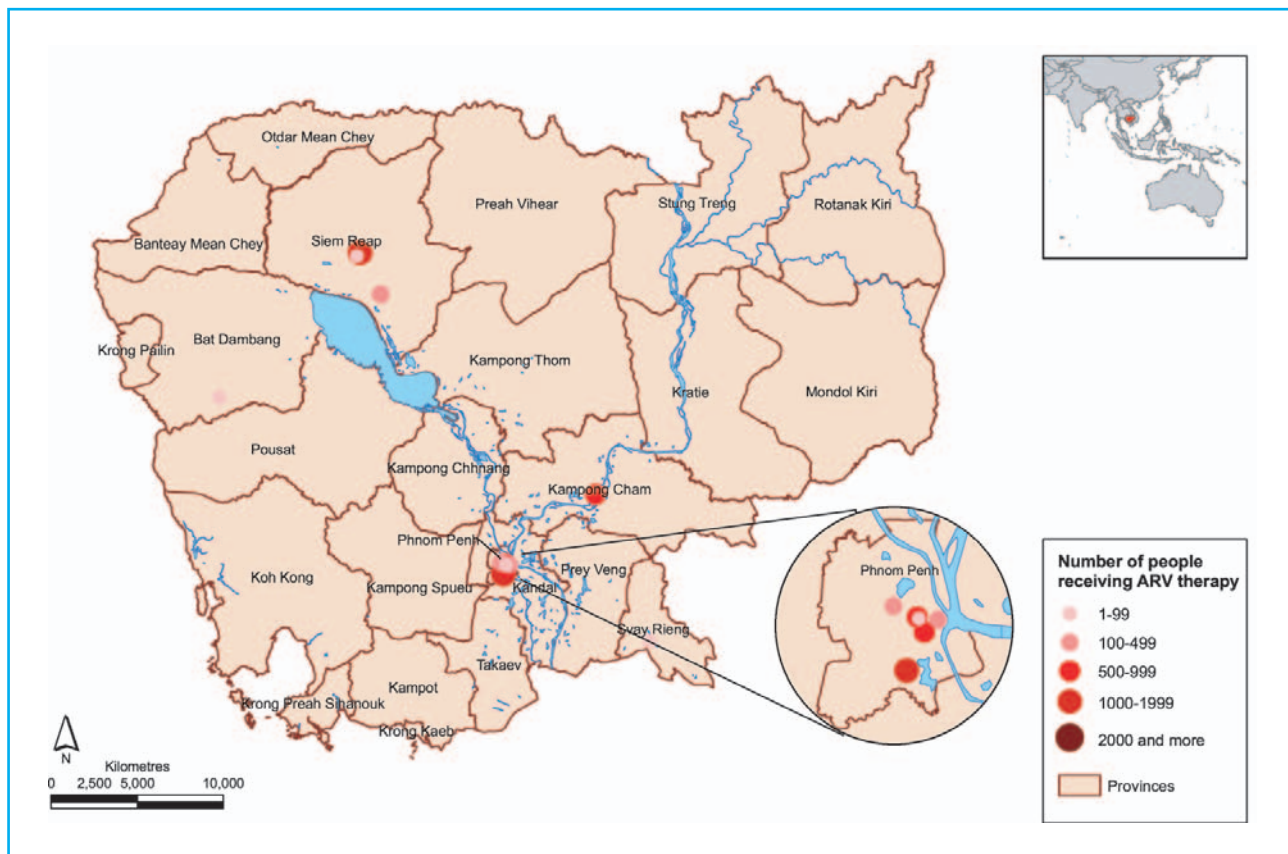 Otdar Mean Chey
Preah Vihear
Stung Treng
Rotanak Kiri
Banteay Mean Chey
Siem Reap
Krong Pailin
Bat Dambang
Kampong Thom
Kratie
Mondol Kiri
Pousat
Kampong Chhnang
Kampong Cham
Phnom Penh
Koh Kong
Kampong Spueu
Kandal
Prey Veng
Svay Rieng
Takaev
Kampot
Krong Preah Sihanouk
Krong Kaeb
Phnom Penh
N
Kilometres
0 2,500 5,000 10,000
Number of people
receiving ARV therapy
1-99
100-499
500-999
1000-1999
2000 and more
Provinces